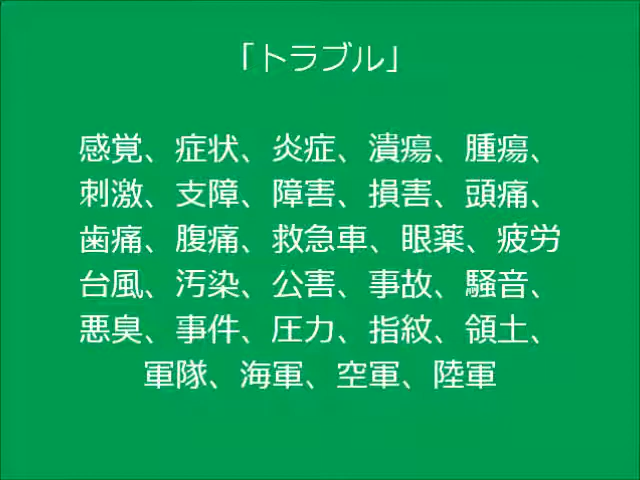 「トラブル」
感覚、症状、炎症、潰瘍、腫瘍、
刺激、支障、障害、損害、頭痛、
歯痛、腹痛、救急車、眼薬、疲労
台風、汚染、公害、事故、騒音、
悪臭、事件、圧力、指紋、領土、
軍隊、海軍、空軍、陸軍